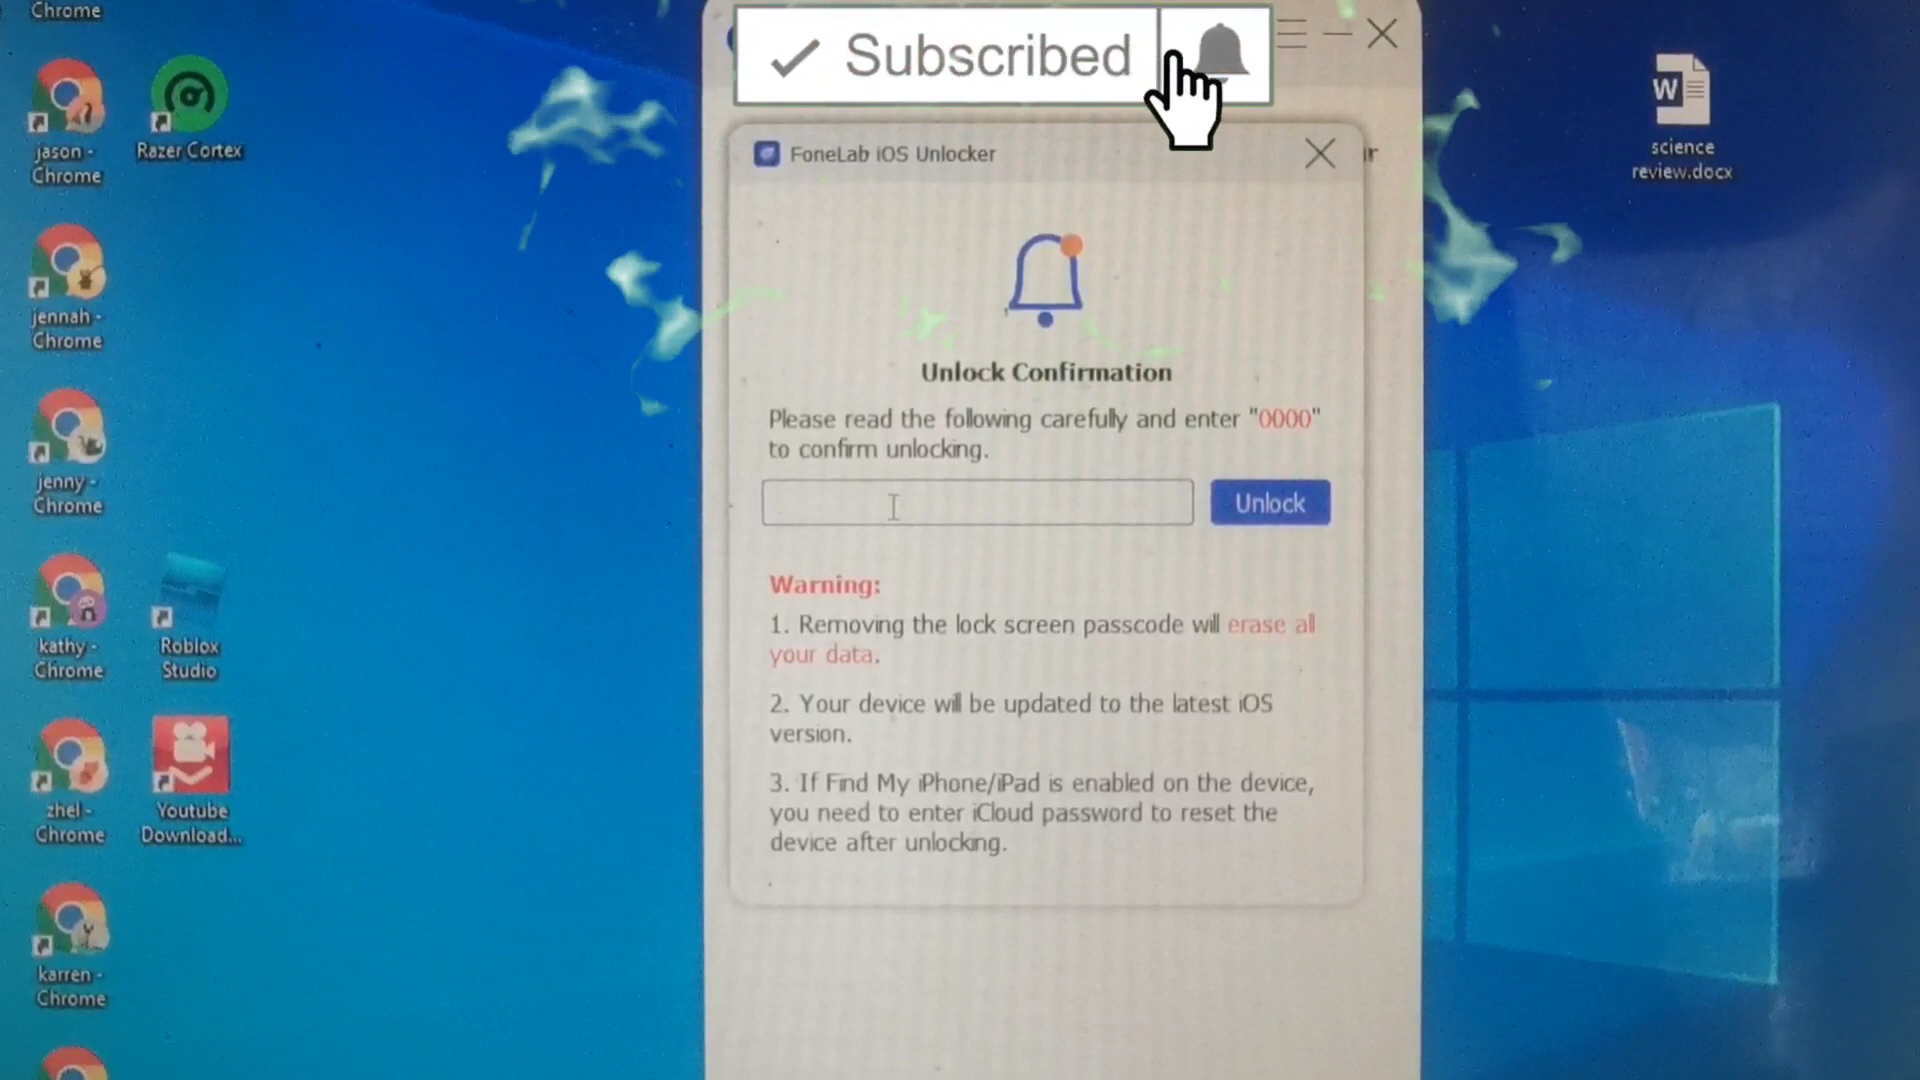 Chrome
jason -
Chrome
Razer Cortex
jennah -
Chrome
jenny -
Chrome
kathy -
Chrome
Roblox
Studio
zhel -
Chrome
Youtube
Download...
karren -
Chrome
Subscribed
FoneLab iOS Unlocker
Unlock Confirmation
Please read the following carefully and enter "0000"
to confirm unlocking.
Unlock
Warning:
1. Removing the lock screen passcode will erase all
your data.
2. Your device will be updated to the latest iOS
version.
3. If Find My iPhone/iPad is enabled on the device,
you need to enter iCloud password to reset the
device after unlocking.
W
science
review.docx